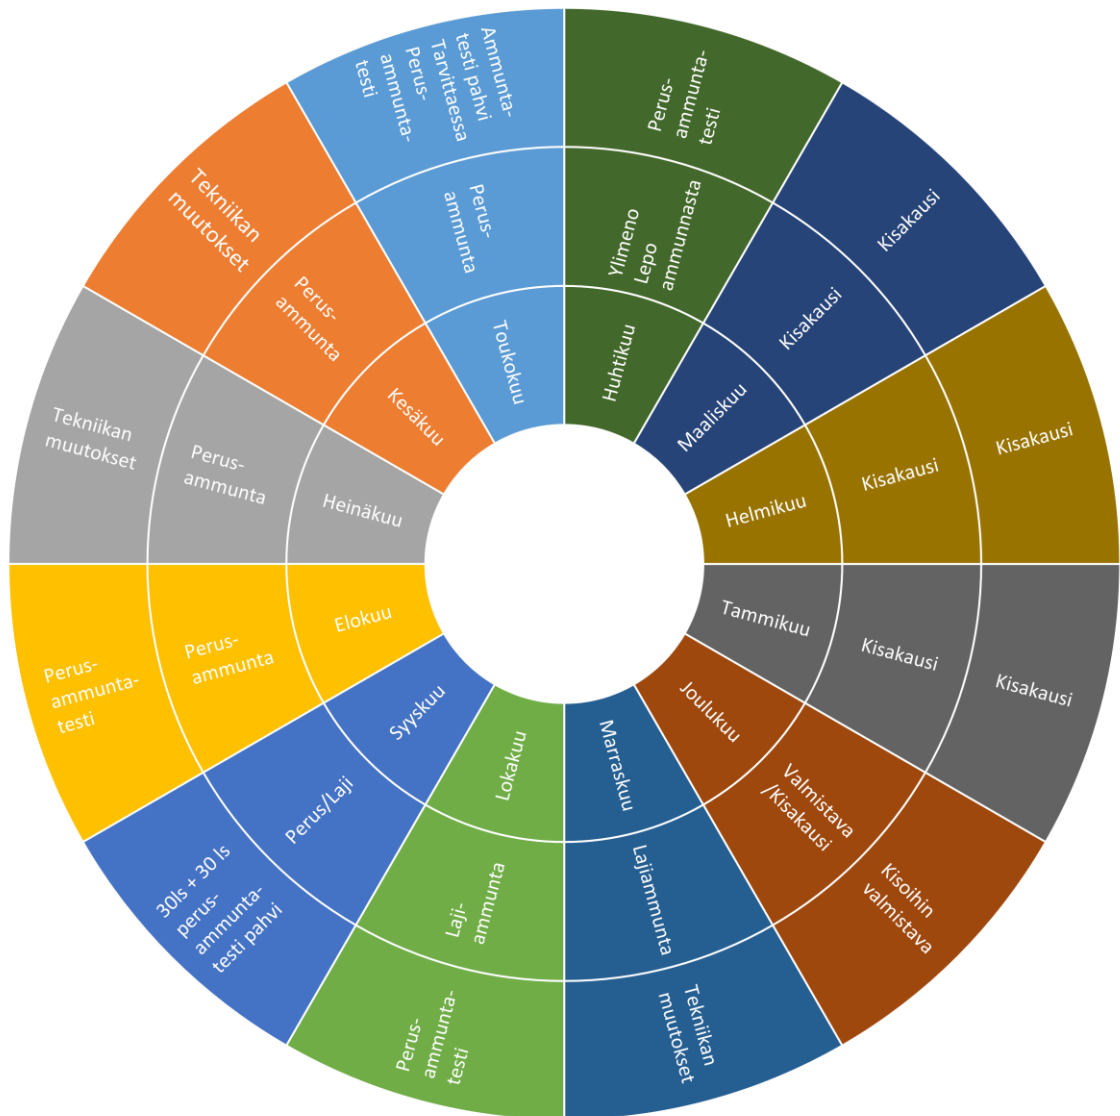 Huhtikuu
Ylimeno
Lepo
ammunnasta
Perus-
ammunta-
testi
Maaliskuu
Kisakausi
Kisakausi
Helmikuu
Kisakausi
Kisakausi
Tammikuu
Kisakausi
Kisakausi
Joulukuu
Valmistava
/Kisakausi
Kisoihin
valmistava
Marraskuu
Lajiammunta
Tekniikan
muutokset
Lokakuu
Laji-
ammunta
Perus-
ammunta-
testi
Syyskuu
Perus/Laji
30ls + 30 ls
perus-
ammunta-
testi pahvi
Elokuu
Perus-
ammunta
Perus-
ammunta-
testi
Heinäkuu
Perus-
ammunta
Tekniikan
muutokset
Kesäkuu
Perus-
ammunta
Tekniikan
muutokset
Toukokuu
Perus-
ammunta
Ammunta-
testi pahvi
Tarvittaessa
Perus-
ammunta-
testi